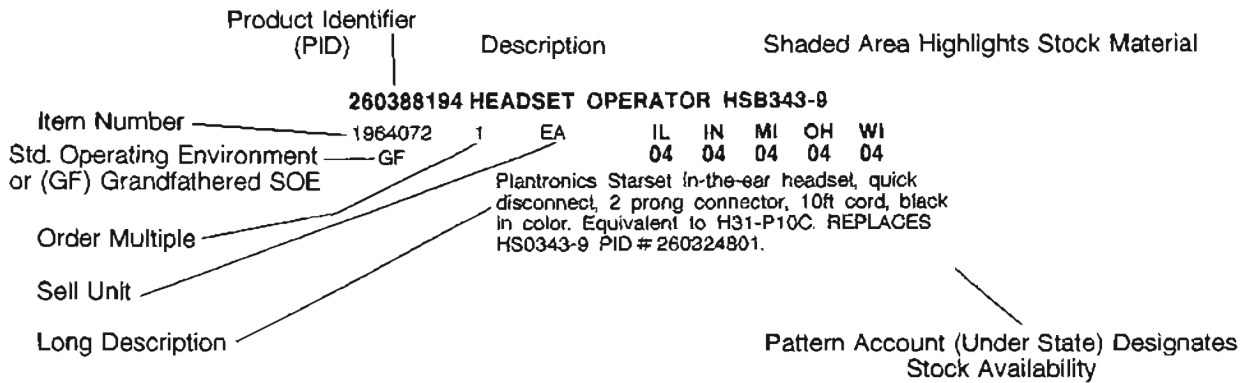 Product Identifier
(PID)
Description
Shaded Area Highlights Stock Material
260388194 HEADSET OPERATOR HSB343-9
Item Number
1964072 1 EA IL IN MI OH WI
Std. Operating Environment
GF 04 04 04 04 04
or (GF) Grandfathered SOE
Plantronics Starset in-the-ear headset, quick
disconnect, 2 prong connector, 10ft cord, black
in color. Equivalent to H31-P10C. REPLACES
HS0343-9 PID # 260324801.
Order Multiple
Sell Unit
Long Description
Pattern Account (Under State) Designates
Stock Availability